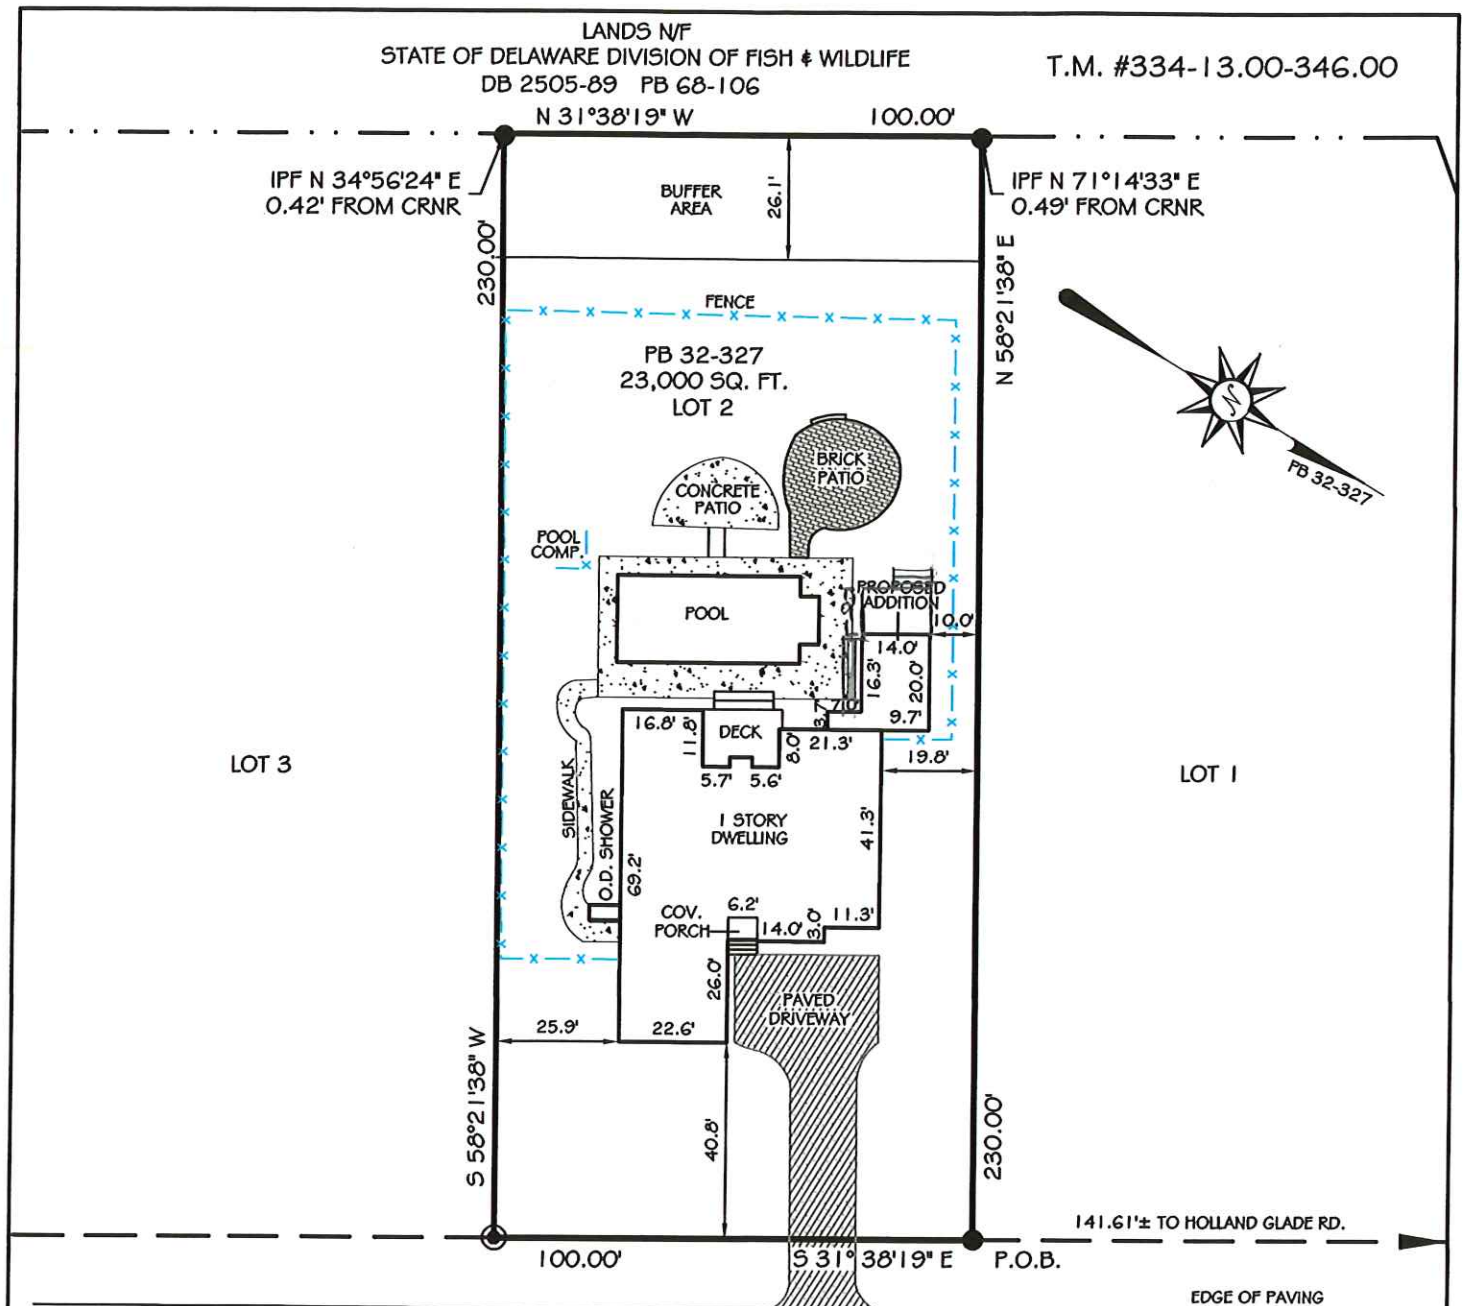 LANDS N/F
STATE OF DELAWARE DIVISION OF FISH & WILDLIFE
DB 2505-89 PB 68-106
T.M. #334-13.00-346.00
N 31°38'19" W
100.00'
IPF N 34°56'24" E
0.42' FROM CRNR
BUFFER
AREA
26.1'
IPF N 71°14'33" E
0.49' FROM CRNR
230.00'
N 58°21'38" E
FENCE
PB 32-327
23,000 SQ. FT.
LOT 2
N
PB 32-327
BRICK
PATIO
CONCRETE
PATIO
POOL
COMP.
POOL
PROPOSED
ADDITION
10.0'
14.0'
16.3'
20.0'
3.7'
7.0'
9.7'
16.8'
11.8'
DECK
8.0'
21.3'
19.8'
5.7'
5.6'
LOT 3
LOT 1
SIDEWALK
O.D. SHOWER
69.2'
1 STORY
DWELLING
41.3'
COV.
PORCH
6.2'
14.0'
3.0'
11.3'
26.0'
PAVED
DRIVEWAY
25.9'
22.6'
S 58°21'38" W
40.8'
230.00'
141.61'± TO HOLLAND GLADE RD.
100.00'
S 31° 38'19" E
P.O.B.
EDGE OF PAVING